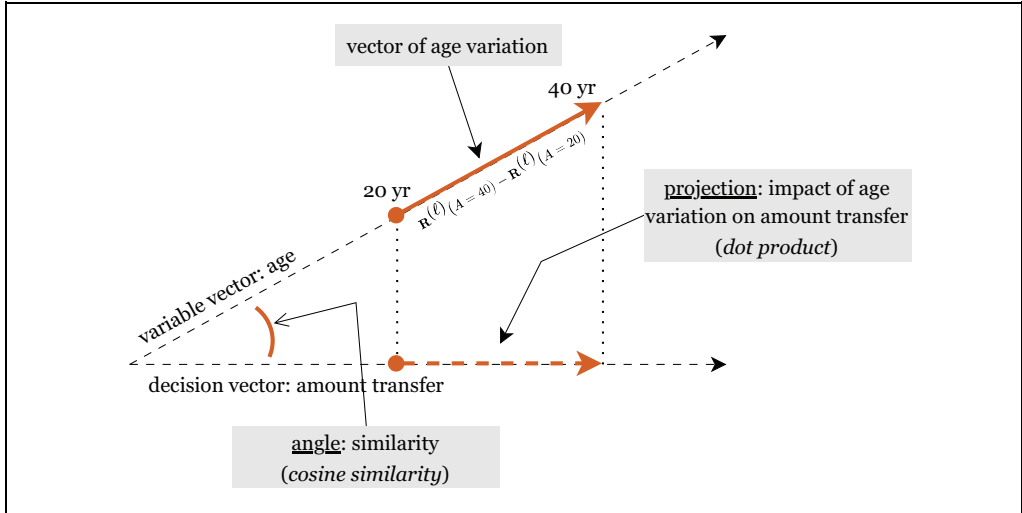 vector of age variation
40 yr
20 yr
R^(ℓ)(A = 40) − R^(ℓ)(A = 20)
projection: impact of age
variation on amount transfer
(dot product)
variable vector: age
decision vector: amount transfer
angle: similarity
(cosine similarity)